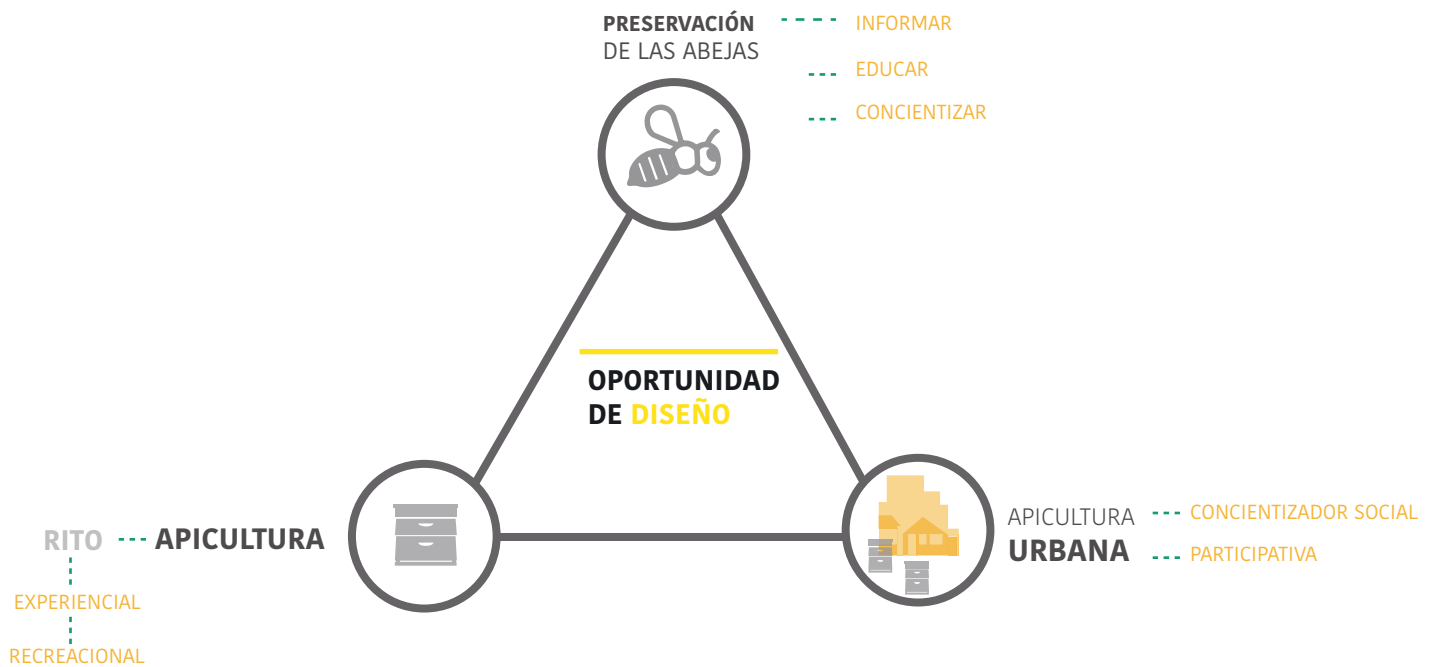 PRESERVACIÓN
DE LAS ABEJAS
INFORMAR
EDUCAR
CONCIENTIZAR
OPORTUNIDAD
DE DISEÑO
RITO
APICULTURA
EXPERIENCIAL
RECREACIONAL
APICULTURA
URBANA
CONCIENTIZADOR SOCIAL
PARTICIPATIVA